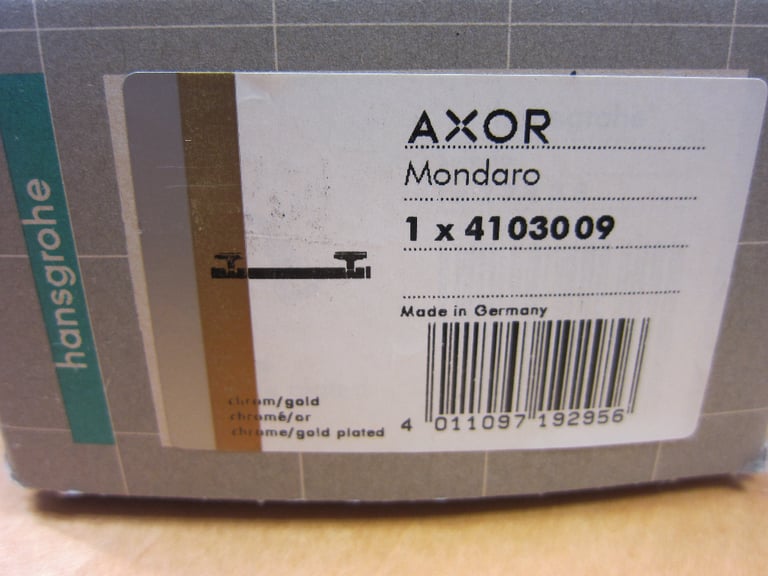 hansgrohe
AXOR
Mondaro
1 x 4103009
Made in Germany
chrom/gold
chromé/or
chrome/gold plated
4 011097 192956